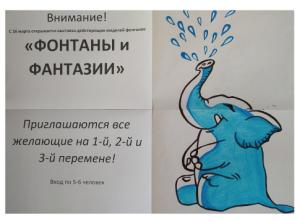 Внимание!
С 16 марта открывается выставка действующих моделей фонтанов
«ФОНТАНЫ и
ФАНТАЗИИ»
Приглашаются все
желающие на 1-й, 2-й и
3-й перемене!
Вход по 5-6 человек